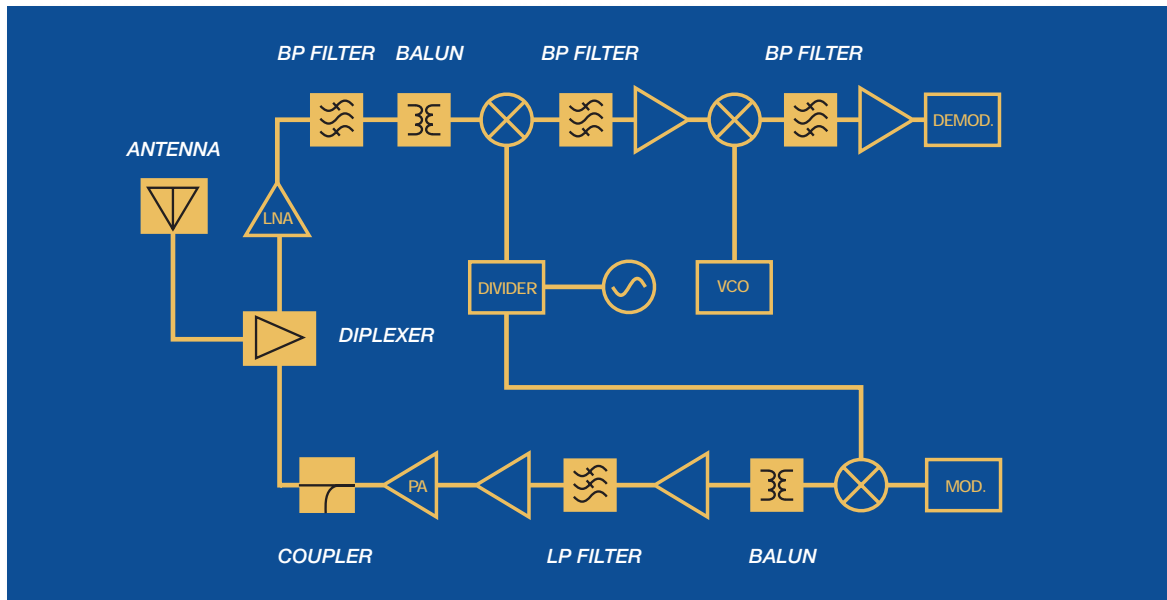 BP FILTER
BALUN
BP FILTER
BP FILTER
DEMOD.
ANTENNA
LNA
DIVIDER
VCO
DIPLEXER
PA
MOD.
COUPLER
LP FILTER
BALUN